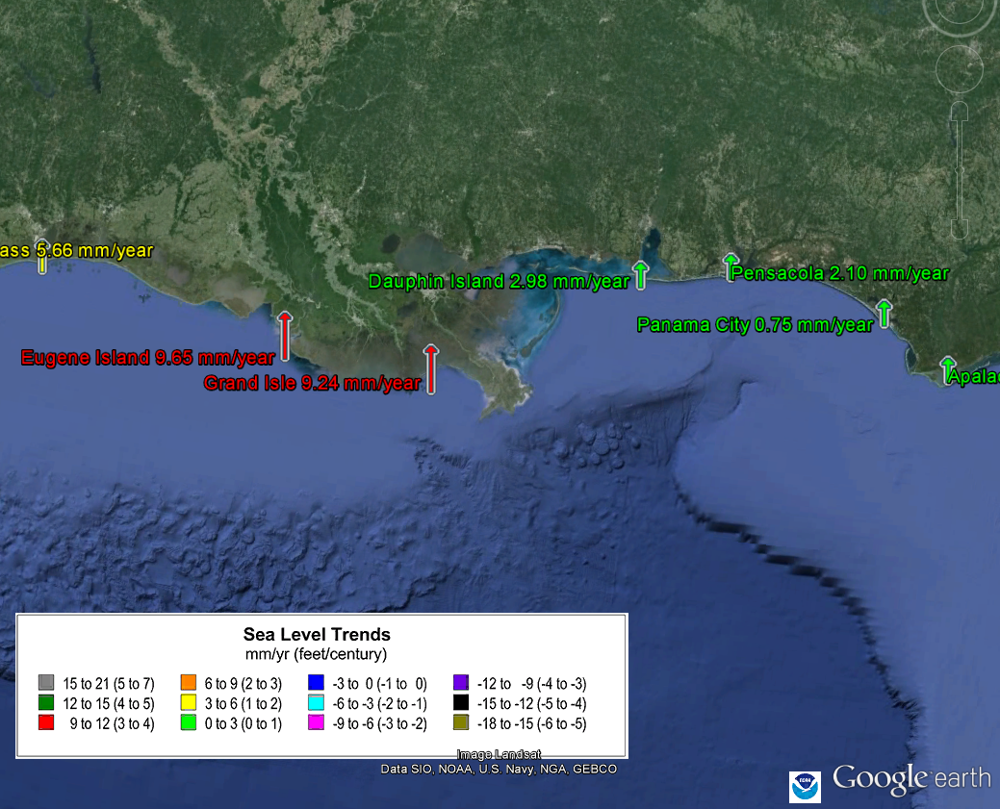 ass 5.66 mm/year
Dauphin Island 2.98 mm/year
Pensacola 2.10 mm/year
Panama City 0.75 mm/year
Eugene Island 9.65 mm/year
Grand Isle 9.24 mm/year
Apalac
Sea Level Trends
mm/yr (feet/century)
15 to 21 (5 to 7) 6 to 9 (2 to 3) -3 to 0 (-1 to 0) -12 to -9 (-4 to -3)
12 to 15 (4 to 5) 3 to 6 (1 to 2) -6 to -3 (-2 to -1) -15 to -12 (-5 to -4)
9 to 12 (3 to 4) 0 to 3 (0 to 1) -9 to -6 (-3 to -2) -18 to -15 (-6 to -5)
Image Landsat
Data SIO, NOAA, U.S. Navy, NGA, GEBCO
NOAA
Google earth